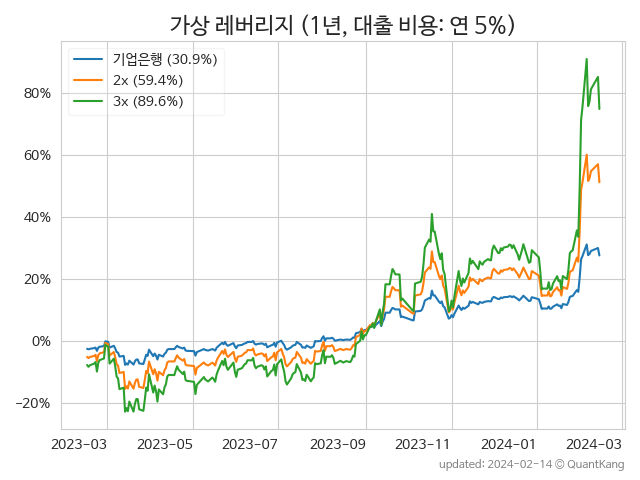 가상 레버리지 (1년, 대출 비용: 연 5%)
기업은행 (30.9%)
2x (59.4%)
3x (89.6%)
80%
60%
40%
20%
0%
−20%
2023-03 2023-05 2023-07 2023-09 2023-11 2024-01 2024-03
updated: 2024-02-14 © QuantKang